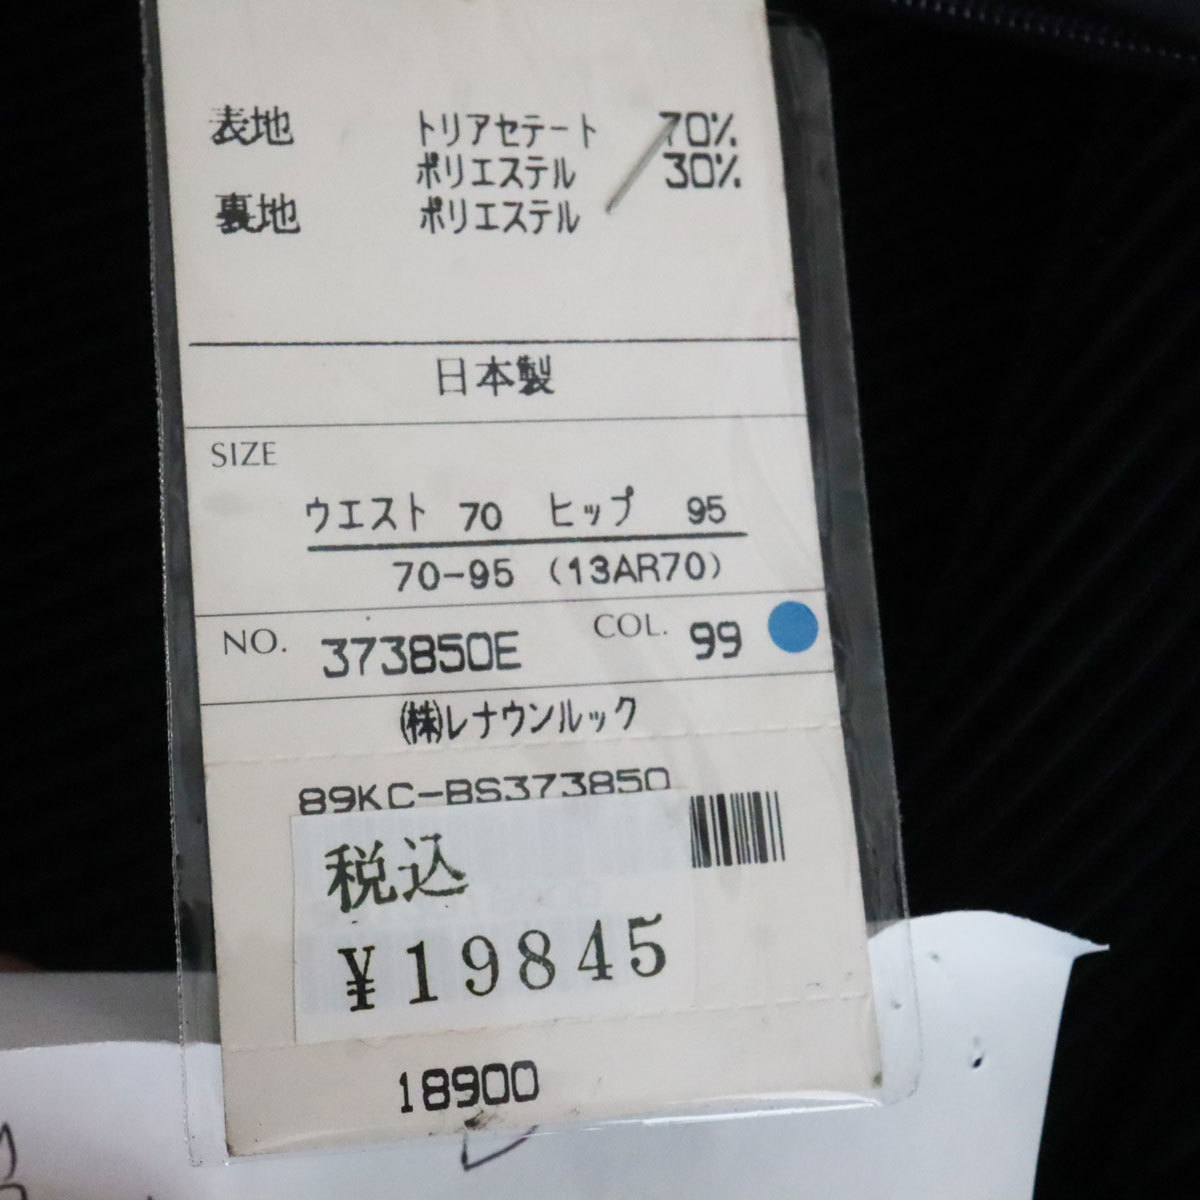 表地 トリアセテート 70%
ポリエステル 30%
裏地 ポリエステル
日本製
SIZE
ウエスト 70 ヒップ 95
70-95 (13AR70)
NO. 373850E COL. 99
㈱レナウンルック
89KC-BS373850
税込
¥19845
18900